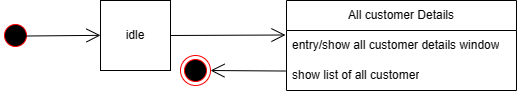 idle
All customer Details
entry/show all customer details window
show list of all customer